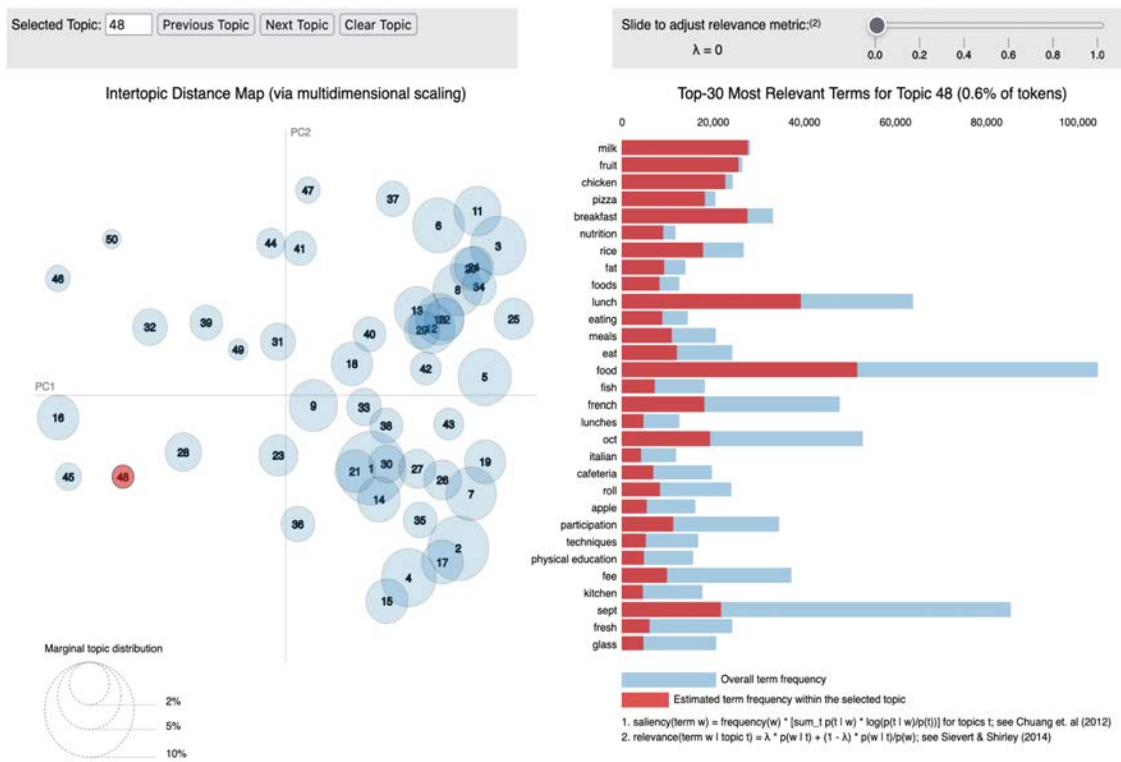 Selected Topic: 48 Previous Topic Next Topic Clear Topic
Slide to adjust relevance metric:(2)
λ = 0
0.0 0.2 0.4 0.6 0.8 1.0
Intertopic Distance Map (via multidimensional scaling)
PC2
PC1
47
37
11
6
3
50
44
41
46
8
34
13
25
32
39
40
31
49
18
42
5
9
33
16
38
43
28
23
45
48
21
1
30
27
26
19
7
14
36
35
2
17
4
15
Marginal topic distribution
2%
5%
10%
Top-30 Most Relevant Terms for Topic 48 (0.6% of tokens)
0 20,000 40,000 60,000 80,000 100,000
milk
fruit
chicken
pizza
breakfast
nutrition
rice
fat
foods
lunch
eating
meals
eat
food
fish
french
lunches
oct
italian
cafeteria
roll
apple
participation
techniques
physical education
fee
kitchen
sept
fresh
glass
Overall term frequency
Estimated term frequency within the selected topic
1. saliency(term w) = frequency(w) * [sum_t p(t | w) * log(p(t | w)/p(t))] for topics t; see Chuang et. al (2012)
2. relevance(term w | topic t) = λ * p(w | t) + (1 - λ) * p(w | t)/p(w); see Sievert & Shirley (2014)